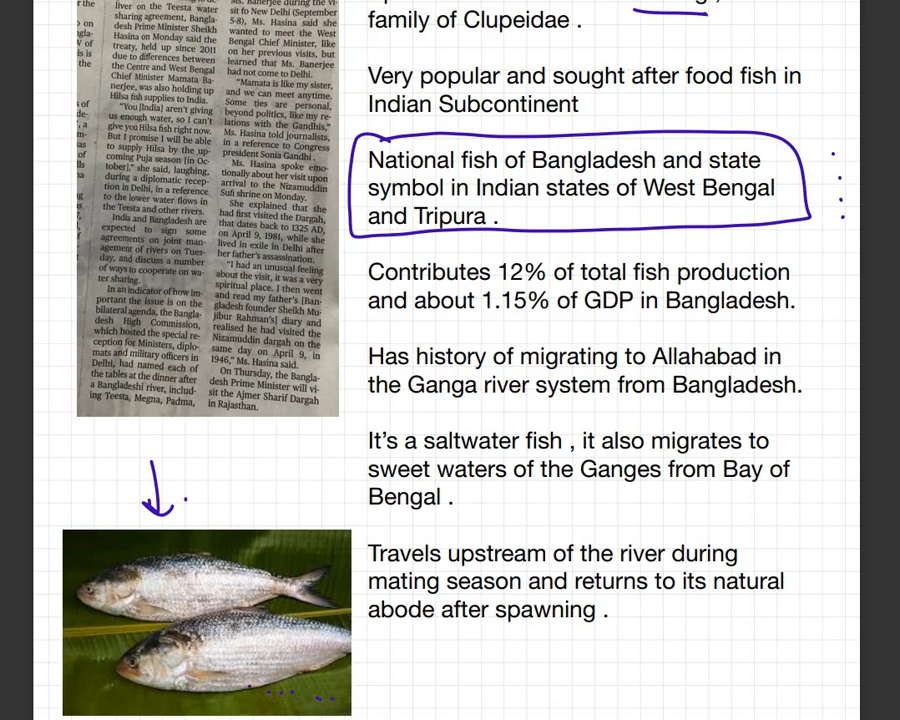 liver on the Teesta water
sharing agreement, Bangla-
desh Prime Minister Sheikh
Hasina on Monday said the
treaty, held up since 2011
due to differences between
the Centre and West Bengal
Chief Minister Mamata Ba-
nerjee, was also holding up
Hilsa fish supplies to India.
"You [India] aren't giving
us enough water, so I can't
give you Hilsa fish right now.
But I promise I will be able
to supply Hilsa by the up-
coming Puja season [in Oc-
tober]," she said, laughing,
during a diplomatic recep-
tion in Delhi, in a reference
to the lower water flows in
the Teesta and other rivers.
India and Bangladesh are
expected to sign some
agreements on joint man-
agement of rivers on Tues-
day, and discuss a number
of ways to cooperate on wa-
ter sharing.
In an indicator of how im-
portant the issue is on the
bilateral agenda, the Bangla-
desh High Commission,
which hosted the special re-
ception for Ministers, diplo-
mats and military officers in
Delhi, had named each of
the tables at the dinner after
a Bangladeshi river, includ-
ing Teesta, Megna, Padma,
Ms. Banerjee during the vi-
sit to New Delhi (September
5-8), Ms. Hasina said she
wanted to meet the West
Bengal Chief Minister, like
on her previous visits, but
learned that Ms. Banerjee
had not come to Delhi.
"Mamata is like my sister,
and we can meet anytime.
Some ties are personal,
beyond politics, like my re-
lations with the Gandhis,"
Ms. Hasina told journalists,
in a reference to Congress
president Sonia Gandhi.
Ms. Hasina spoke emo-
tionally about her visit upon
arrival to the Nizamuddin
Sufi shrine on Monday.
She explained that she
had first visited the Dargah,
that dates back to 1325 AD,
on April 9, 1981, while she
lived in exile in Delhi after
her father's assassination.
"I had an unusual feeling
about the visit, it was a very
spiritual place. I then went
and read my father's [Ban-
gladesh founder Sheikh Mu-
jibur Rahman's] diary and
realised he had visited the
Nizamuddin dargah on the
same day on April 9, in
1946," Ms. Hasina said.
On Thursday, the Bangla-
desh Prime Minister will vi-
sit the Ajmer Sharif Dargah
in Rajasthan.
family of Clupeidae .
Very popular and sought after food fish in
Indian Subcontinent
National fish of Bangladesh and state
symbol in Indian states of West Bengal
and Tripura .
Contributes 12% of total fish production
and about 1.15% of GDP in Bangladesh.
Has history of migrating to Allahabad in
the Ganga river system from Bangladesh.
It's a saltwater fish , it also migrates to
sweet waters of the Ganges from Bay of
Bengal .
Travels upstream of the river during
mating season and returns to its natural
abode after spawning .